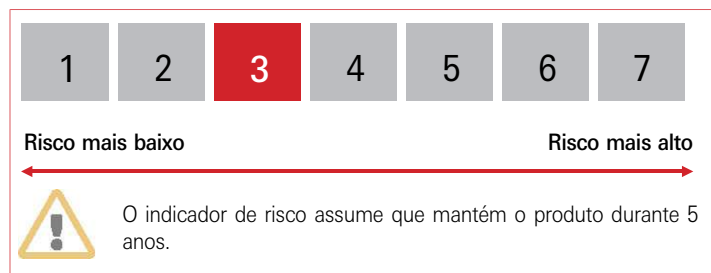 1 2 3 4 5 6 7
Risco mais baixo Risco mais alto
O indicador de risco assume que mantém o produto durante 5
anos.